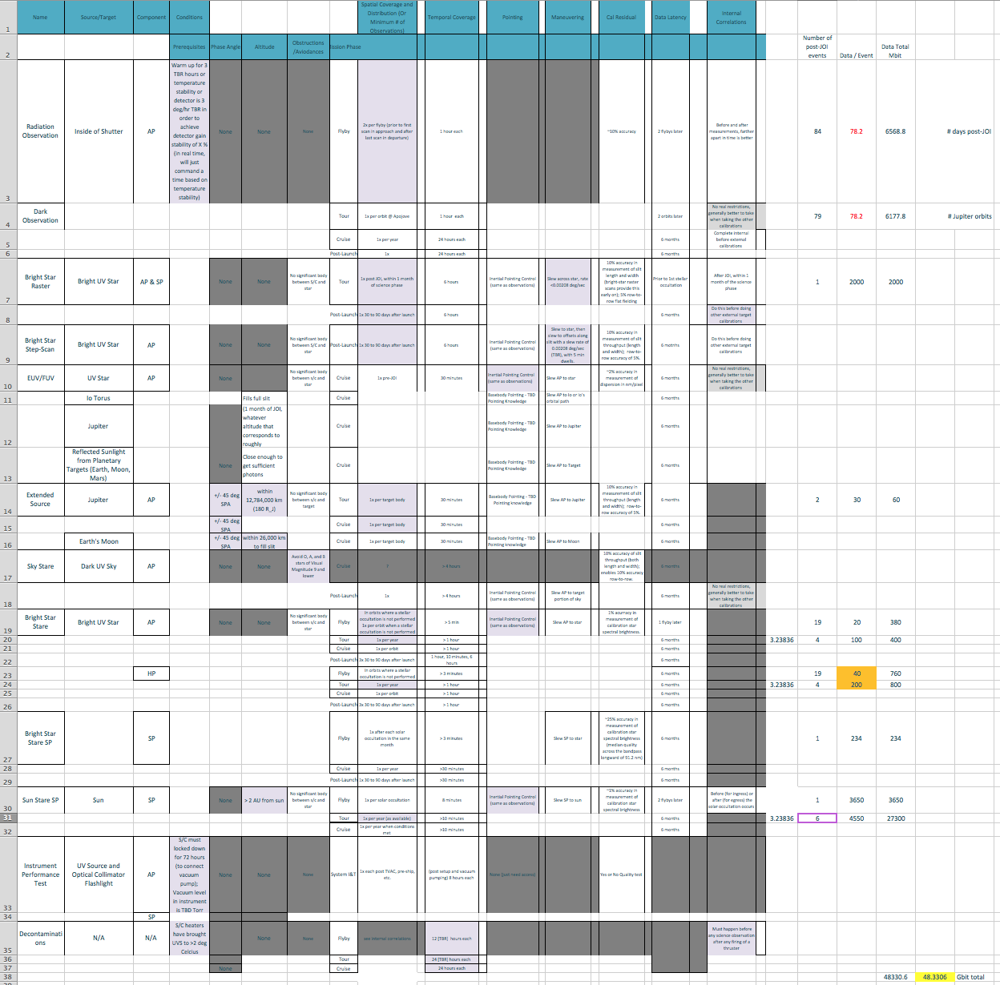 Name
Source/Target
Component
Conditions
Spatial Coverage and
Distribution (Or
Minimum # of
Observations)
Temporal Coverage
Pointing
Maneuvering
Cal Residual
Data Latency
Internal
Correlations
1
2
Prerequisites
Phase Angle
Altitude
Obstructions
/Aviodances
ission Phase
Number of
post-JOI
events
Data / Event
Data Total
Mbit
3
Radiation
Observation
Inside of Shutter
AP
Warm up for 3
TBR hours or
temperature
stability or
detector is 3
deg/hr TBR in
order to
achieve
detector gain
stability of X %
(in real time,
will just
command a
time based on
temperature
stability)
None
None
None
Flyby
2x per flyby (prior to first
scan in approach and after
last scan in departure)
1 hour each
~10% accuracy
2 flybys later
Before and after
measurements, farther
apart in time is better
84
78.2
6568.8
# days post-JOI
4
Dark
Observation
Tour
1x per orbit @ Apojove
1 hour each
2 orbits later
No real restrictions,
generally better to take
when taking the other
calibrations
79
78.2
6177.8
# Jupiter orbits
5
Cruise
1x per year
24 hours each
6 months
Complete internal
before external
calibrations
6
Post-Launch
1x
24 hours each
6 months
7
Bright Star
Raster
Bright UV Star
AP & SP
None
None
No significant body
between S/C and
star
Tour
1x post JOI, within 1 month
of science phase
6 hours
Inertial Pointing Control
(same as observations)
Slew across star, rate
<0.00208 deg/sec
10% accuracy in
measurement of slit
length and width
(bright-star raster
scans provide this
early on); 5% row-to-
row flat fielding
Prior to 1st stellar
occultation
After JOI, within 1
month of the science
phase
1
2000
2000
8
Post-Launch
1x 30 to 90 days after launch
6 hours
6 months
Do this before doing
other external target
calibrations
9
Bright Star
Step-Scan
Bright UV Star
AP
None
None
No significant body
between S/C and
star
Post-Launch
1x 30 to 90 days after launch
6 hours
Inertial Pointing Control
(same as observations)
Slew to star, then
slew to offsets along
slit with a slew rate of
0.00208 deg/sec
(TBR), with 5 min
dwells.
10% accuracy in
measurement of slit
throughput (length
and width); row-to-
row accuracy of 5%.
6 months
Do this before doing
other external target
calibrations
10
EUV/FUV
UV Star
AP
None
No significant body
between s/c and
star
Cruise
1x pre-JOI
30 minutes
Inertial Pointing Control
(same as observations)
Slew AP to star
~2% accuracy in
measurement of
dispersion in nm/pixel
6 months
No real restrictions,
generally better to take
when taking the other
calibrations
11
Io Torus
Fills full slit
Cruise
Basebody Pointing - TBD
Pointing Knowledge
Slew AP to Io or Io's
orbital path
6 months
12
Jupiter
(1 month of JOI,
whatever
altitude that
corresponds to
roughly
Cruise
Basebody Pointing - TBD
Pointing Knowledge
Slew AP to Jupiter
6 months
13
Reflected Sunlight
from Planetary
Targets (Earth, Moon,
Mars)
None
Close enough to
get sufficient
photons
Cruise
Basebody Pointing - TBD
Pointing Knowledge
Slew AP to Target
6 months
14
Extended
Source
Jupiter
AP
+/- 45 deg
SPA
within
12,784,000 km
(180 R_J)
No significant body
between s/c and
target
Tour
1x per target body
30 minutes
Basebody Pointing - TBD
Pointing knowledge
Slew AP to Jupiter
10% accuracy in
measurement of slit
throughput (length
and width); row-to-
row accuracy of 5%.
6 months
2
30
60
15
+/- 45 deg
SPA
Cruise
1x per target body
30 minutes
6 months
16
Earth's Moon
+/- 45 deg
SPA
within 26,000 km
to fill slit
Cruise
1x per target body
30 minutes
Basebody Pointing - TBD
Pointing knowledge
Slew AP to Moon
6 months
17
Sky Stare
Dark UV Sky
AP
None
None
Avoid O, A, and B
stars of Visual
Magnitude 9 and
lower
Cruise
?
> 4 hours
10% accuracy of slit
throughput (both
length and width);
enables 10% accuracy
row-to-row.
6 months
18
Post-Launch
1x
> 4 hours
Inertial Pointing Control
(same as observations)
Slew AP to target
portion of sky
6 months
No real restrictions,
generally better to take
when taking the other
calibrations
19
Bright Star
Stare
Bright UV Star
AP
None
None
No significant body
between S/C and
star
Flyby
In orbits where a stellar
occultation is not performed
1x per orbit when a stellar
occultation is not performed
> 5 min
Inertial Pointing Control
(same as observations)
Slew AP to star
1% acurracy in
measurement of
calibration star
spectral brightness.
1 flyby later
19
20
380
20
Tour
1x per year
> 1 hour
6 months
3.23836
4
100
400
21
Cruise
1x per orbit
> 1 hour
6 months
22
Post-Launch
3x 30 to 90 days after launch
1 hour, 10 minutes, 6
hours
6 months
23
HP
Flyby
In orbits where a stellar
occultation is not performed
> 3 minutes
6 months
19
40
760
24
Tour
1x per year
> 1 hour
6 months
3.23836
4
200
800
25
Cruise
1x per orbit
> 1 hour
6 months
26
Post-Launch
3x 30 to 90 days after launch
> 1 hour
6 months
27
Bright Star
Stare SP
SP
Flyby
1x after each solar
occultation in the same
month
> 3 minutes
Slew SP to star
~25% accuracy in
measurement of
calibration star
spectral brightness
(median quality
across the bandpass
longward of 91.2 nm)
6 months
1
234
234
28
Cruise
1x per year
>30 minutes
6 months
29
Post-Launch
1x 30 to 90 days after launch
>30 minutes
6 months
30
Sun Stare SP
Sun
SP
None
> 2 AU from sun
No significant body
between s/c and
star
Flyby
1x per solar occultation
8 minutes
Inertial Pointing Control
(same as observations)
Slew SP to sun
~1% accuracy in
measurement of
calibration star
spectral brightness
2 flybys later
Before (for ingress) or
after (for egress) the
solar occultation occurs
1
3650
3650
31
Tour
1x per year (as available)
>10 minutes
6 months
3.23836
6
4550
27300
32
Cruise
1x per year when conditions
met
>10 minutes
6 months
33
Instrument
Performance
Test
UV Source and
Optical Collimator
Flashlight
AP
S/C must
locked down
for 72 hours
(to connect
vacuum
pump);
Vacuum level
in instrument
is TBD Torr
None
None
None
System I&T
1x each post TVAC, pre-ship,
etc.
(post setup and vacuum
pumping) 8 hours each
None (just need access)
Yes or No Quality test
34
SP
35
Decontaminati
ons
N/A
N/A
S/C heaters
have brought
UVS to >2 deg
Celcius
None
None
Flyby
see internal correlations
12 [TBR] hours each
Must happen before
any science observation
after any firing of a
thruster
36
Tour
24 [TBR] hours each
37
None
Cruise
24 hours each
38
48330.6
48.3306
Gbit total